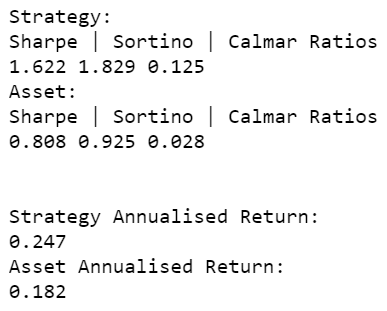 Strategy:
Sharpe | Sortino | Calmar Ratios
1.622 1.829 0.125
Asset:
Sharpe | Sortino | Calmar Ratios
0.808 0.925 0.028
Strategy Annualised Return:
0.247
Asset Annualised Return:
0.182